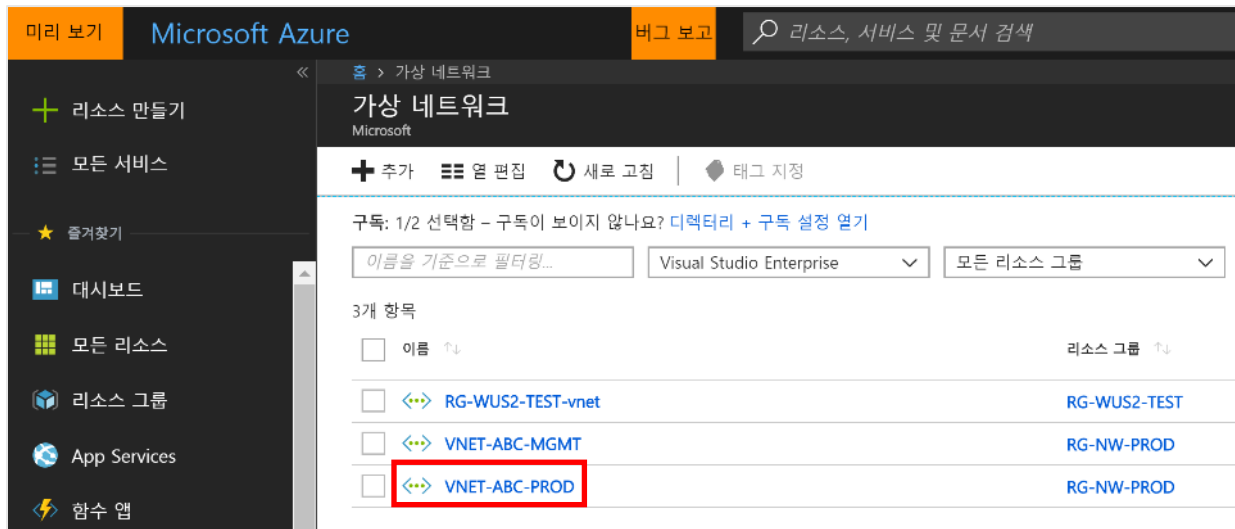 미리 보기
Microsoft Azure
버그 보고
리소스, 서비스 및 문서 검색
리소스 만들기
모든 서비스
즐겨찾기
대시보드
모든 리소스
리소스 그룹
App Services
함수 앱
홈 > 가상 네트워크
가상 네트워크
Microsoft
추가 열 편집 새로 고침 태그 지정
구독: 1/2 선택함 – 구독이 보이지 않나요? 디렉터리 + 구독 설정 열기
이름을 기준으로 필터링... Visual Studio Enterprise 모든 리소스 그룹
3개 항목
이름 ↑↓ 리소스 그룹 ↑↓
RG-WUS2-TEST-vnet RG-WUS2-TEST
VNET-ABC-MGMT RG-NW-PROD
VNET-ABC-PROD RG-NW-PROD